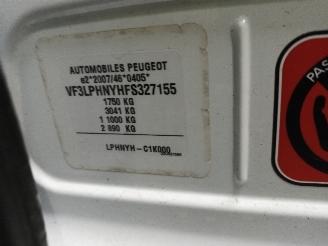 AUTOMOBILES PEUGEOT
e2*2007/46*0405*
VF3LPHNYHFS327155
1750 KG
3041 KG
1 1000 KG
2 890 KG
LPHNYH-C1K000